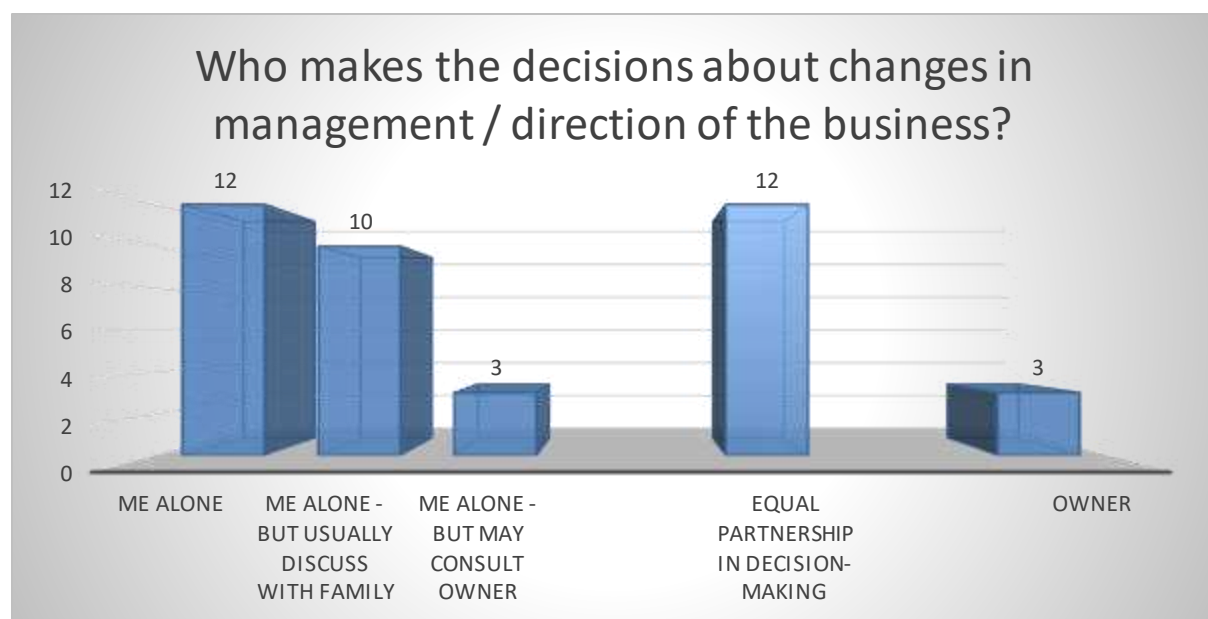 Who makes the decisions about changes in
management / direction of the business?
12
10
8
6
4
2
0
12
10
3
12
3
ME ALONE
ME ALONE -
BUT USUALLY
DISCUSS
WITH FAMILY
ME ALONE -
BUT MAY
CONSULT
OWNER
EQUAL
PARTNERSHIP
IN DECISION-
MAKING
OWNER